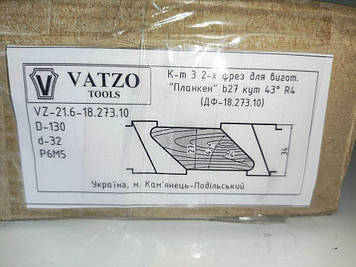 V
VATZO
TOOLS
К-т 3 2-х фрез для вигот.
"Планкен" b27 кут 43° R4
(ДФ-18.273.10)
VZ-21.6-18.273.10
D-130
d-32
P6M5
27
34
Україна, м. Кам'янець-Подільський